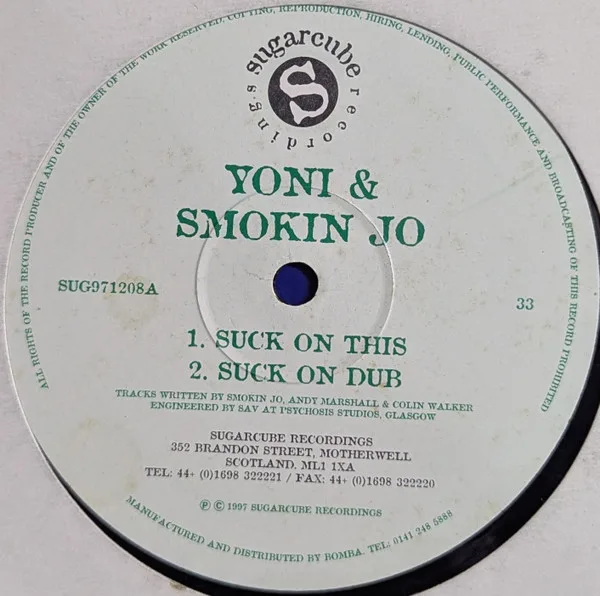 sugarcube
recordings
S
YONI &
SMOKIN JO
SUG971208A
33
1. SUCK ON THIS
2. SUCK ON DUB
TRACKS WRITTEN BY SMOKIN JO, ANDY MARSHALL & COLIN WALKER
ENGINEERED BY SAV AT PSYCHOSIS STUDIOS, GLASGOW
SUGARCUBE RECORDINGS
352 BRANDON STREET, MOTHERWELL
SCOTLAND. ML1 1XA
TEL: 44+ (0)1698 322221 / FAX: 44+ (0)1698 322220
℗ © 1997 SUGARCUBE RECORDINGS
ALL RIGHTS OF THE RECORD PRODUCER AND OF THE OWNER OF THE WORK RESERVED, COPYING, REPRODUCTION, HIRING, LENDING, PUBLIC PERFORMANCE AND BROADCASTING OF THIS RECORD PROHIBITED
MANUFACTURED AND DISTRIBUTED BY BOMBA. TEL: 0141 248 5888